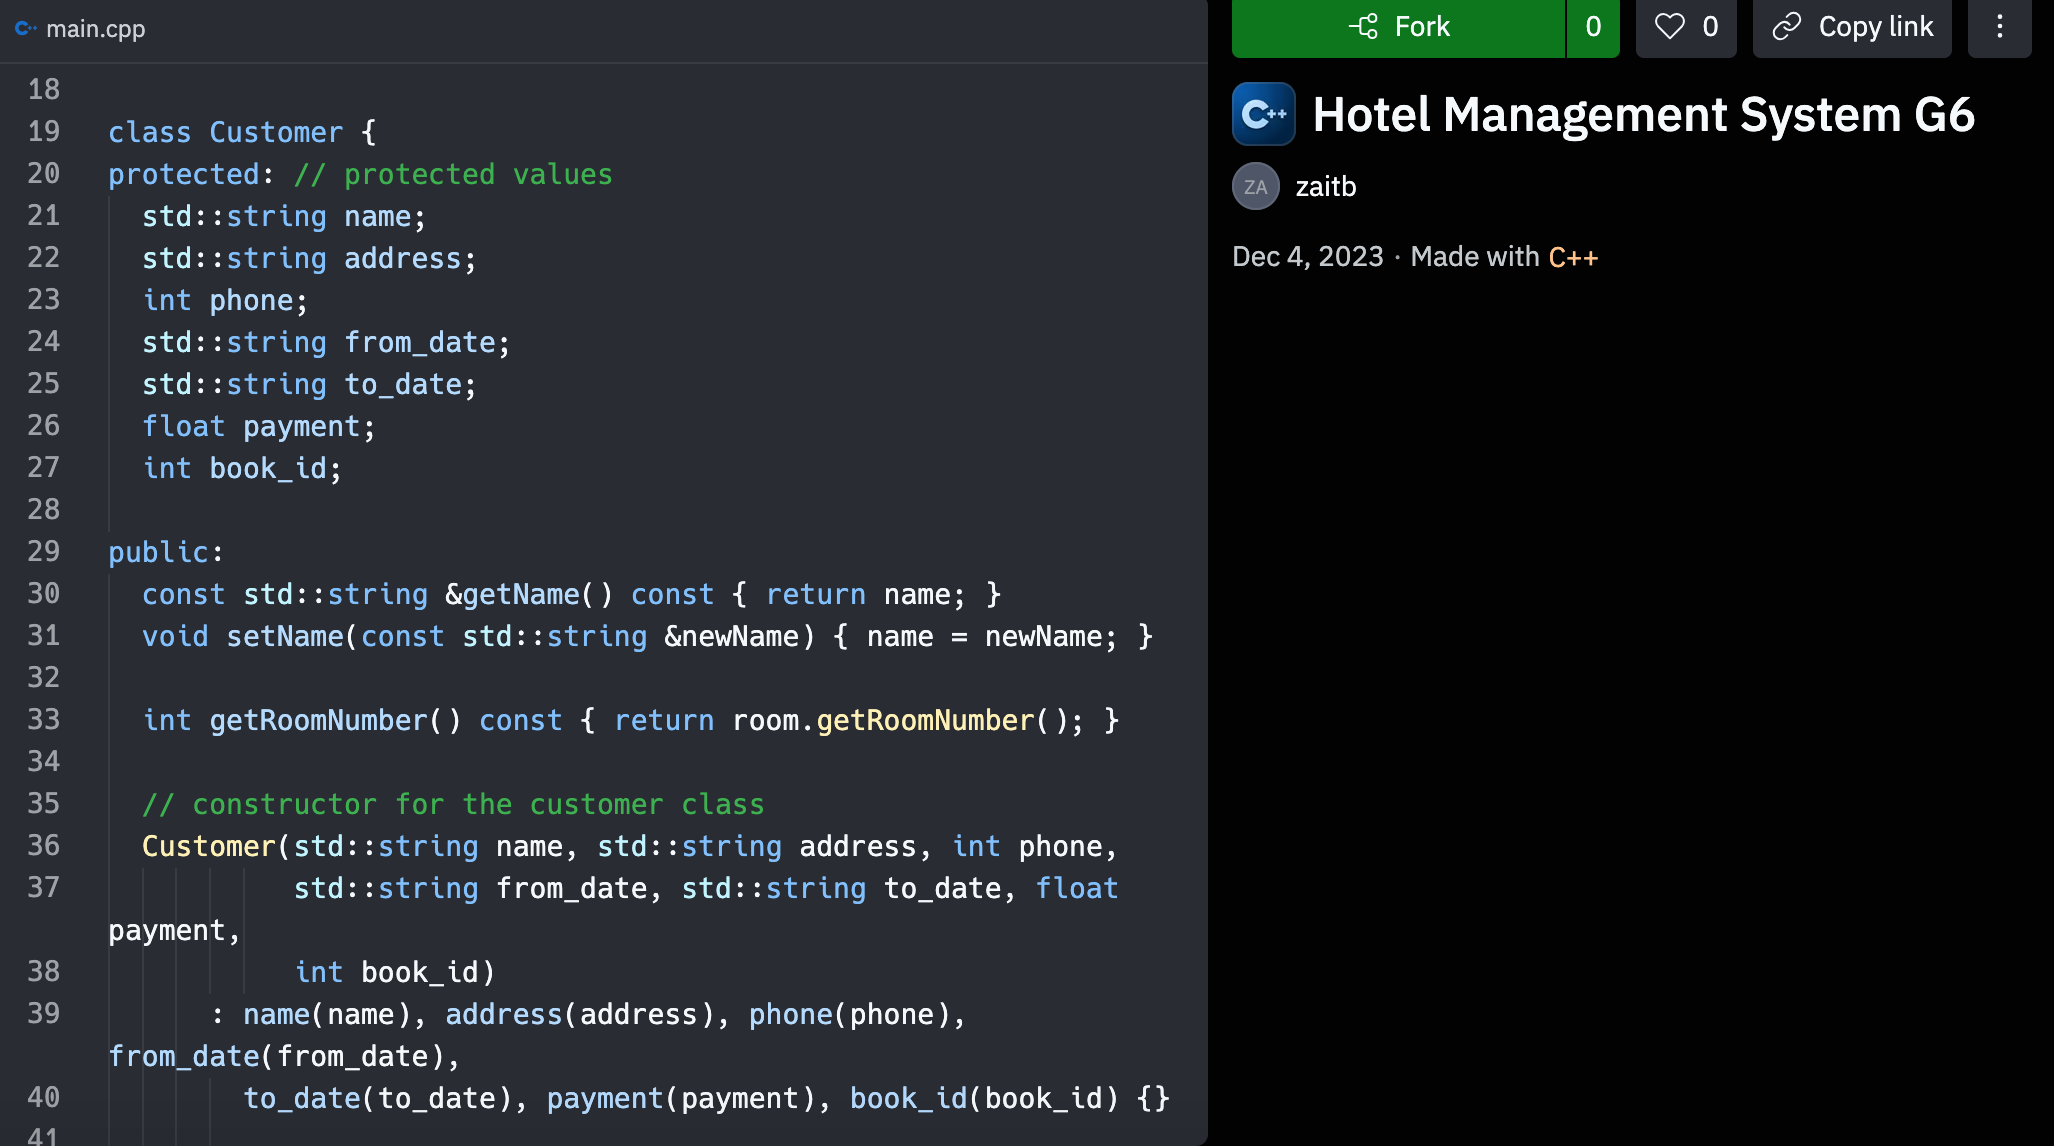 main.cpp
18
19 class Customer {
20 protected: // protected values
21 std::string name;
22 std::string address;
23 int phone;
24 std::string from_date;
25 std::string to_date;
26 float payment;
27 int book_id;
28
29 public:
30 const std::string &getName() const { return name; }
31 void setName(const std::string &newName) { name = newName; }
32
33 int getRoomNumber() const { return room.getRoomNumber(); }
34
35 // constructor for the customer class
36 Customer(std::string name, std::string address, int phone,
37 std::string from_date, std::string to_date, float
payment,
38 int book_id)
39 : name(name), address(address), phone(phone),
from_date(from_date),
40 to_date(to_date), payment(payment), book_id(book_id) {}
41
Fork 0 0 Copy link
C++ Hotel Management System G6
ZA zaitb
Dec 4, 2023 · Made with C++